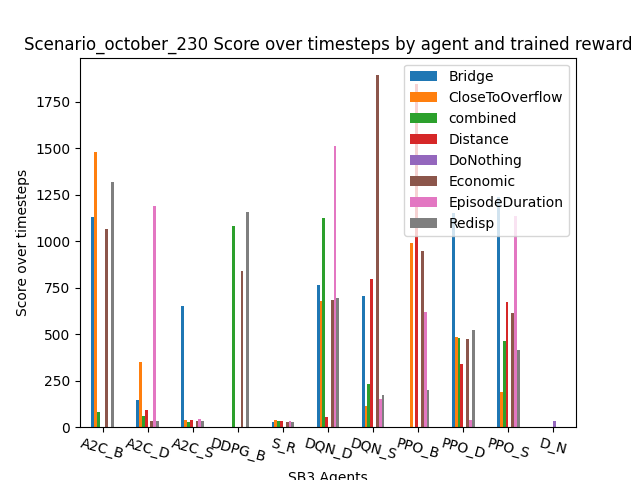 Scenario_october_230 Score over timesteps by agent and trained reward
Score over timesteps
1750
1500
1250
1000
750
500
250
0
Bridge
CloseToOverflow
combined
Distance
DoNothing
Economic
EpisodeDuration
Redisp
A2C_B
A2C_D
A2C_S
DDPG_B
S_R
DQN_D
DQN_S
PPO_B
PPO_D
PPO_S
D_N
SB3 Agents